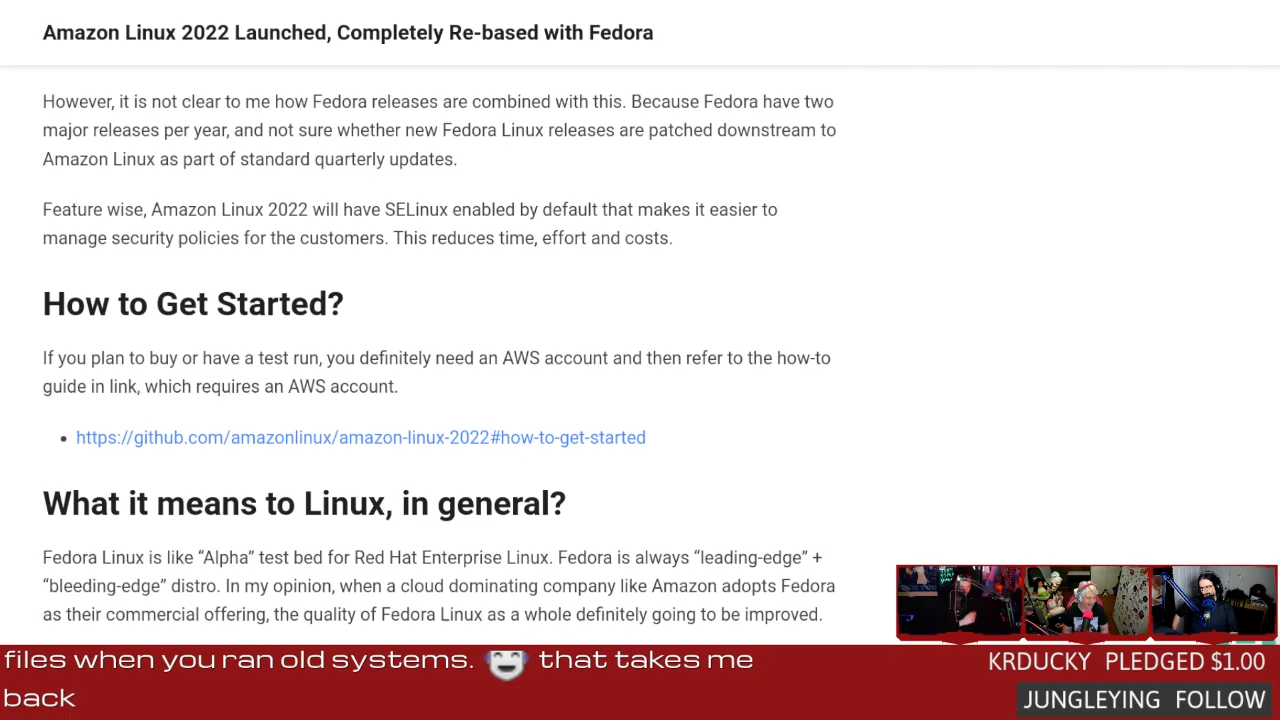 Amazon Linux 2022 Launched, Completely Re-based with Fedora
However, it is not clear to me how Fedora releases are combined with this. Because Fedora have two
major releases per year, and not sure whether new Fedora Linux releases are patched downstream to
Amazon Linux as part of standard quarterly updates.
Feature wise, Amazon Linux 2022 will have SELinux enabled by default that makes it easier to
manage security policies for the customers. This reduces time, effort and costs.
How to Get Started?
If you plan to buy or have a test run, you definitely need an AWS account and then refer to the how-to
guide in link, which requires an AWS account.
https://github.com/amazonlinux/amazon-linux-2022#how-to-get-started
What it means to Linux, in general?
Fedora Linux is like “Alpha” test bed for Red Hat Enterprise Linux. Fedora is always “leading-edge” +
“bleeding-edge” distro. In my opinion, when a cloud dominating company like Amazon adopts Fedora
as their commercial offering, the quality of Fedora Linux as a whole definitely going to be improved.
files when you ran old systems. that takes me
back
KRDUCKY PLEDGED $1.00
JUNGLEYING FOLLOW